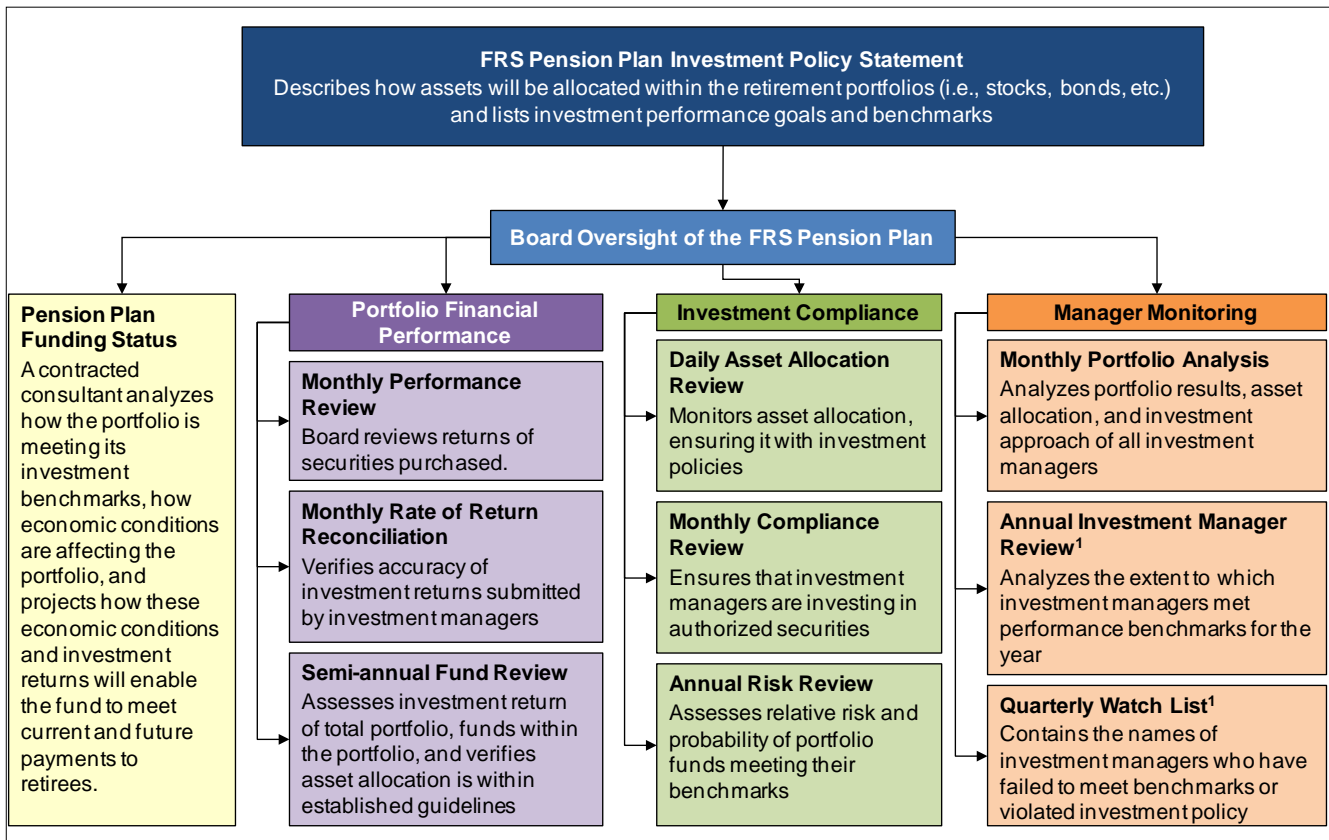 FRS Pension Plan Investment Policy Statement
Describes how assets will be allocated within the retirement portfolios (i.e., stocks, bonds, etc.)
and lists investment performance goals and benchmarks
Board Oversight of the FRS Pension Plan
Pension Plan
Funding Status
A contracted
consultant analyzes
how the portfolio is
meeting its
investment
benchmarks, how
economic conditions
are affecting the
portfolio, and
projects how these
economic conditions
and investment
returns will enable
the fund to meet
current and future
payments to
retirees.
Portfolio Financial
Performance
Monthly Performance
Review
Board reviews returns of
securities purchased.
Monthly Rate of Return
Reconciliation
Verifies accuracy of
investment returns submitted
by investment managers
Semi-annual Fund Review
Assesses investment return
of total portfolio, funds within
the portfolio, and verifies
asset allocation is within
established guidelines
Investment Compliance
Daily Asset Allocation
Review
Monitors asset allocation,
ensuring it with investment
policies
Monthly Compliance
Review
Ensures that investment
managers are investing in
authorized securities
Annual Risk Review
Assesses relative risk and
probability of portfolio
funds meeting their
benchmarks
Manager Monitoring
Monthly Portfolio Analysis
Analyzes portfolio results, asset
allocation, and investment
approach of all investment
managers
Annual Investment Manager
Review¹
Analyzes the extent to which
investment managers met
performance benchmarks for the
year
Quarterly Watch List¹
Contains the names of
investment managers who have
failed to meet benchmarks or
violated investment policy